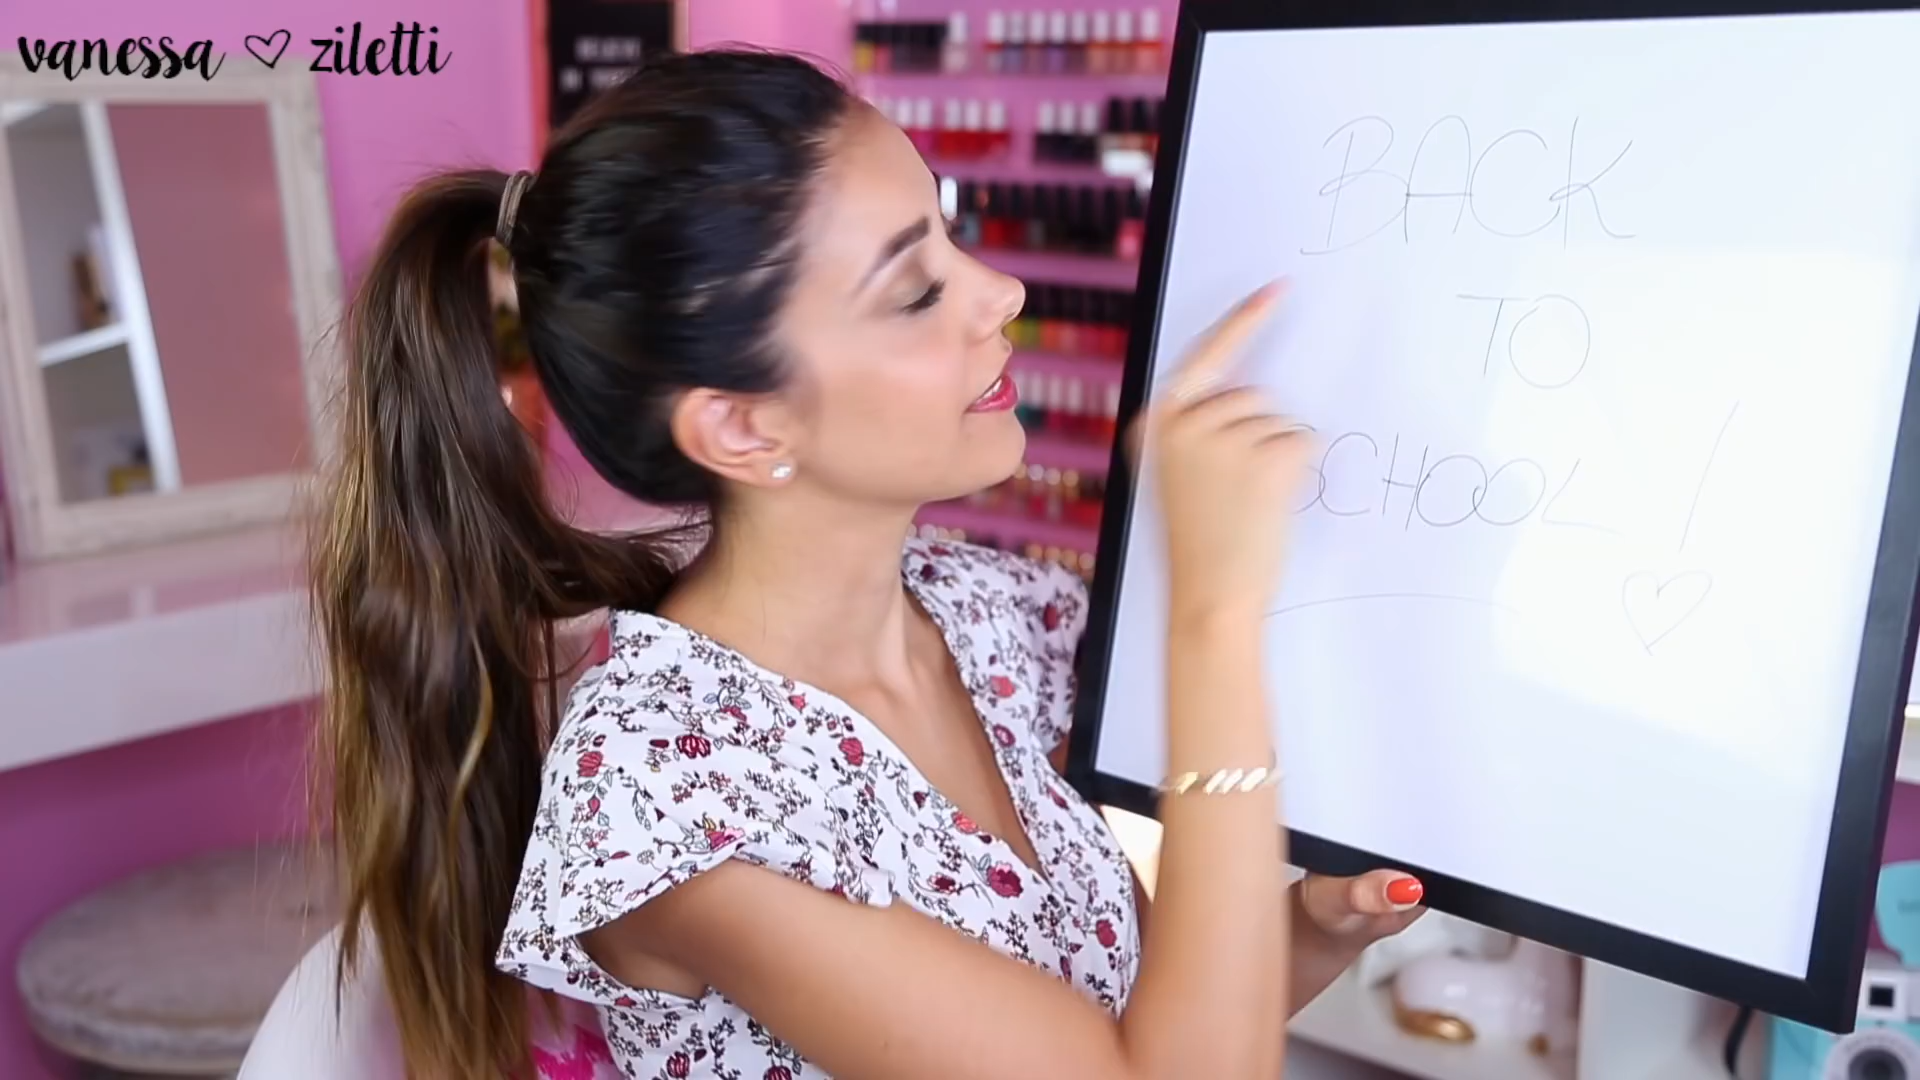 vanessa ♡ ziletti
BACK
TO
SCHOOL !